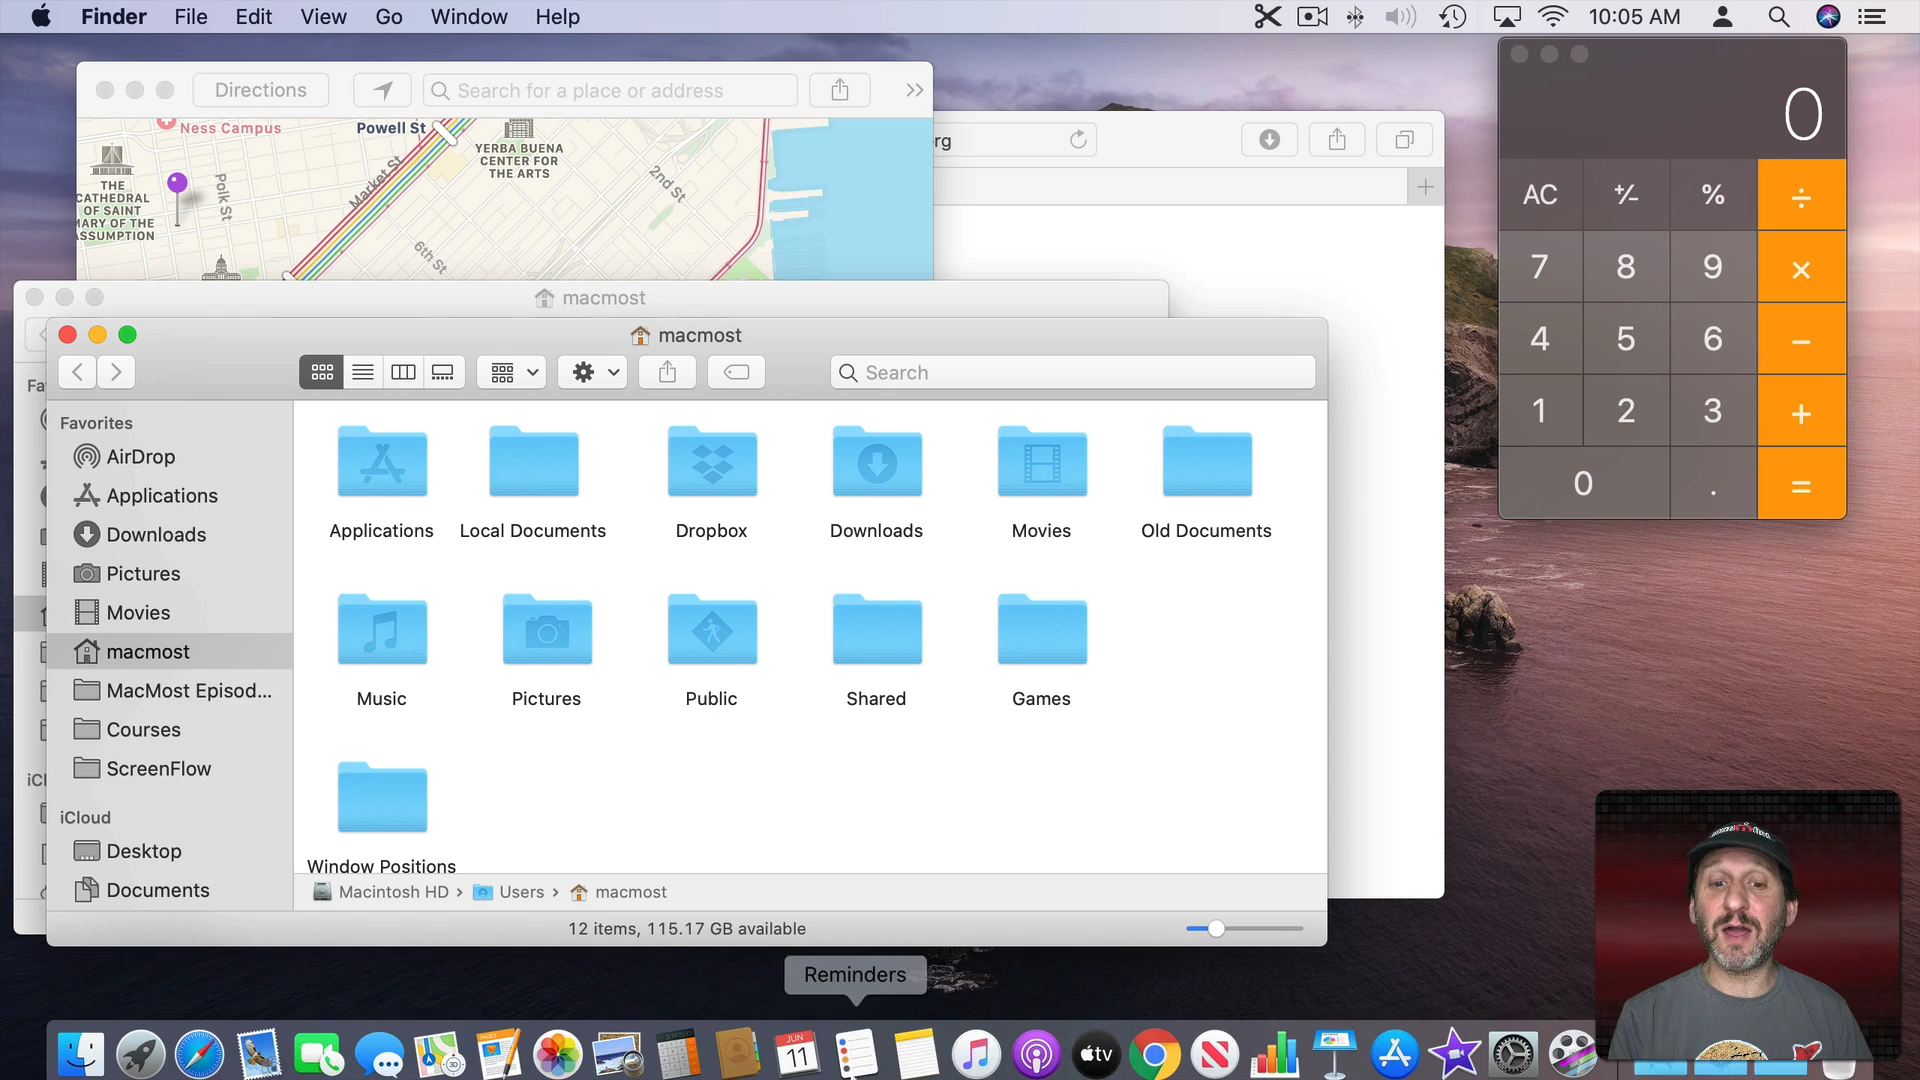 Finder File Edit View Go Window Help 10:05 AM
Directions
Search for a place or address
Ness Campus
Powell St
YERBA BUENA
CENTER FOR
THE ARTS
THE
CATHEDRAL
OF SAINT
MARY OF THE
ASSUMPTION
Polk St
Market St
2nd St
6th St
rg
0
AC +⁄- % ÷
7 8 9 ×
4 5 6 −
1 2 3 +
0 . =
macmost
macmost
Search
Fa
iCl
Favorites
AirDrop
Applications
Downloads
Pictures
Movies
macmost
MacMost Episod...
Courses
ScreenFlow
iCloud
Desktop
Documents
Applications Local Documents Dropbox Downloads Movies Old Documents
Music Pictures Public Shared Games
Window Positions
Macintosh HD › Users › macmost
12 items, 115.17 GB available
Reminders
JUN
11
3D
tv